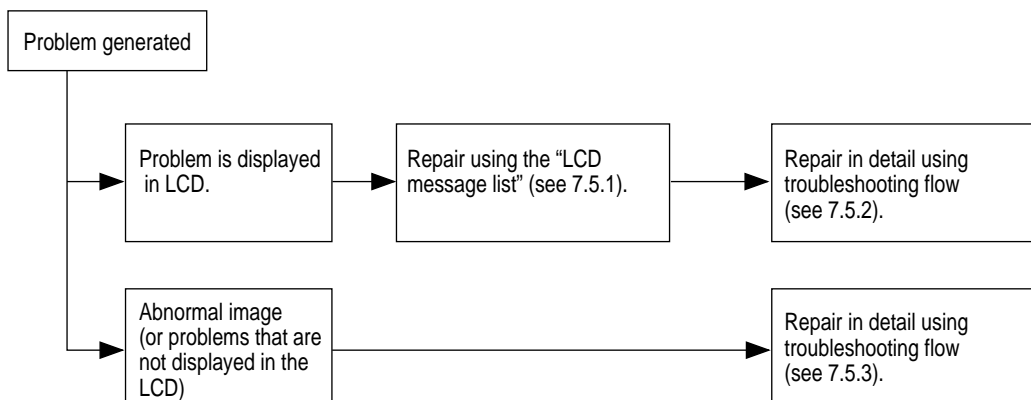 Problem generated
Problem is displayed
in LCD.
Repair using the “LCD
message list” (see 7.5.1).
Repair in detail using
troubleshooting flow
(see 7.5.2).
Abnormal image
(or problems that are
not displayed in the
LCD)
Repair in detail using
troubleshooting flow
(see 7.5.3).